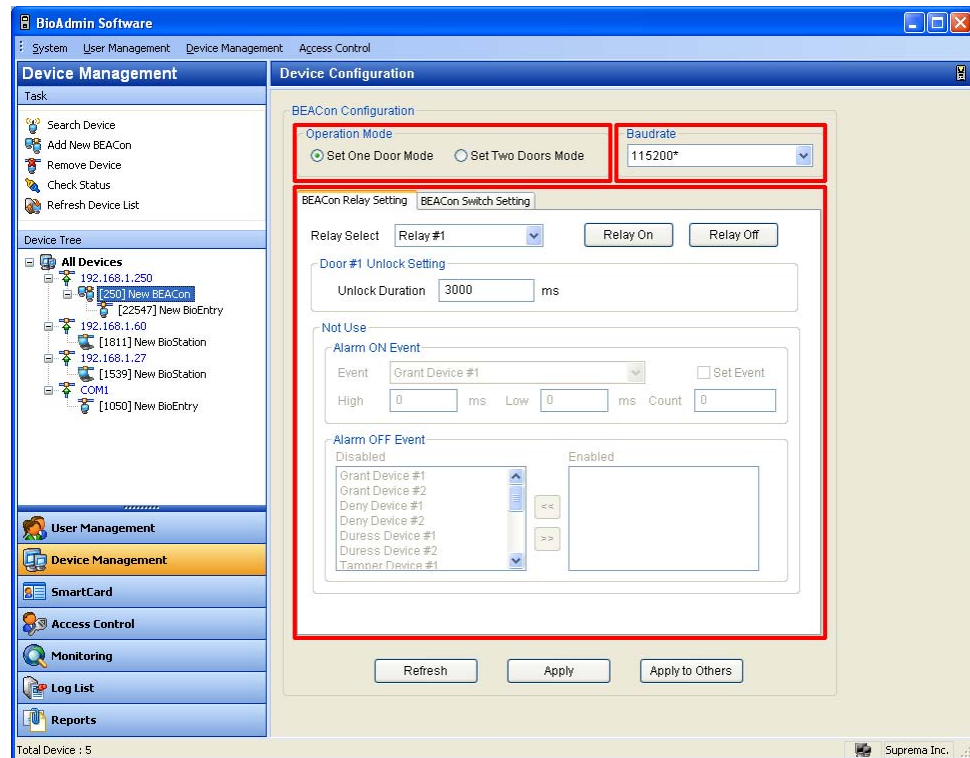 BioAdmin Software
System User Management Device Management Access Control
Device Management
Task
Search Device
Add New BEACon
Remove Device
Check Status
Refresh Device List
Device Tree
All Devices
192.168.1.250
[250] New BEACon
[22547] New BioEntry
192.168.1.60
[1811] New BioStation
192.168.1.27
[1539] New BioStation
COM1
[1050] New BioEntry
User Management
Device Management
SmartCard
Access Control
Monitoring
Log List
Reports
Device Configuration
BEACon Configuration
Operation Mode
Set One Door Mode Set Two Doors Mode
Baudrate
115200*
BEACon Relay Setting BEACon Switch Setting
Relay Select Relay #1 Relay On Relay Off
Door #1 Unlock Setting
Unlock Duration 3000 ms
Not Use
Alarm ON Event
Event Grant Device #1 Set Event
High 0 ms Low 0 ms Count 0
Alarm OFF Event
Disabled Enabled
Grant Device #1
Grant Device #2
Deny Device #1
Deny Device #2
Duress Device #1
Duress Device #2
Tamper Device #1
<< 
>>
Refresh Apply Apply to Others
Total Device : 5 Suprema Inc.